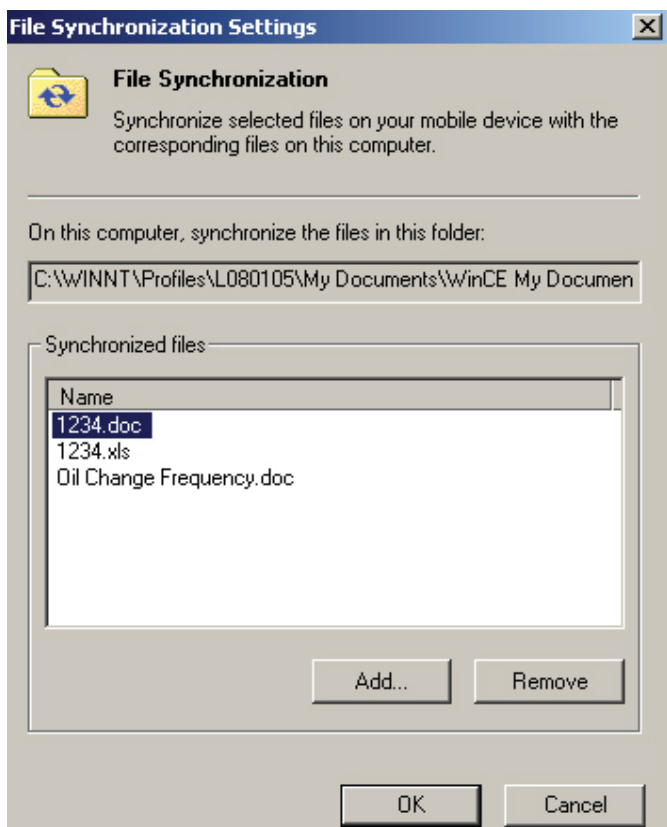 File Synchronization Settings
File Synchronization
Synchronize selected files on your mobile device with the
corresponding files on this computer.
On this computer, synchronize the files in this folder:
C:\WINNT\Profiles\L080105\My Documents\WinCE My Documen
Synchronized files
Name
1234.doc
1234.xls
Oil Change Frequency.doc
Add... Remove
OK Cancel